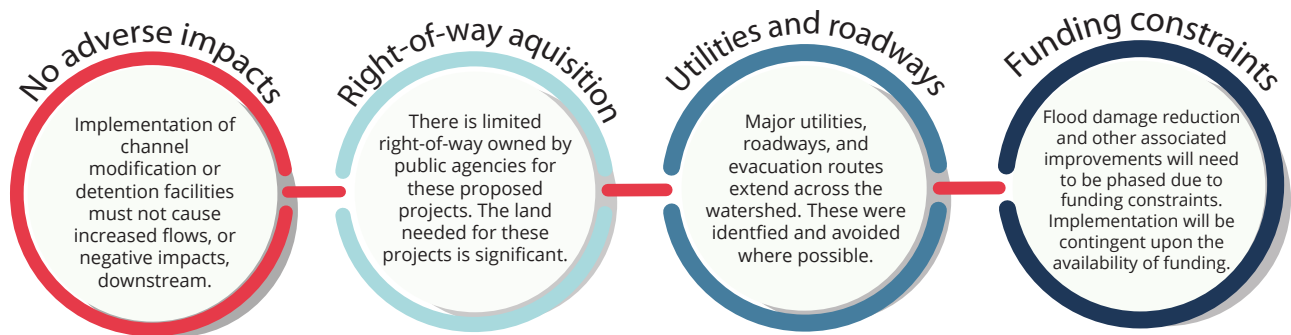 No adverse impacts
Implementation of
channel
modification or
detention facilities
must not cause
increased flows, or
negative impacts,
downstream.
Right-of-way aquisition
There is limited
right-of-way owned by
public agencies for
these proposed
projects. The land
needed for these
projects is significant.
Utilities and roadways
Major utilities,
roadways, and
evacuation routes
extend across the
watershed. These were
identfied and avoided
where possible.
Funding constraints
Flood damage reduction
and other associated
improvements will need
to be phased due to
funding constraints.
Implementation will be
contingent upon the
availability of funding.